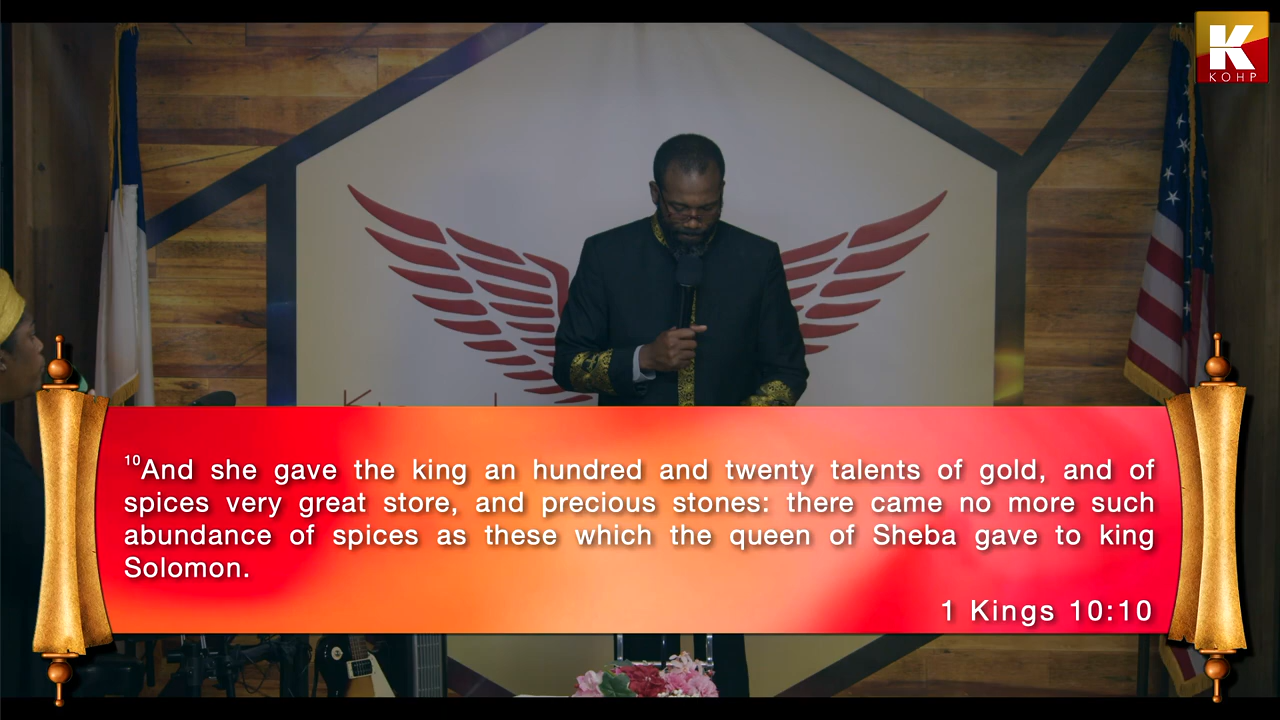 K
KOHP
10And she gave the king an hundred and twenty talents of gold, and of
spices very great store, and precious stones: there came no more such
abundance of spices as these which the queen of Sheba gave to king
Solomon.
1 Kings 10:10